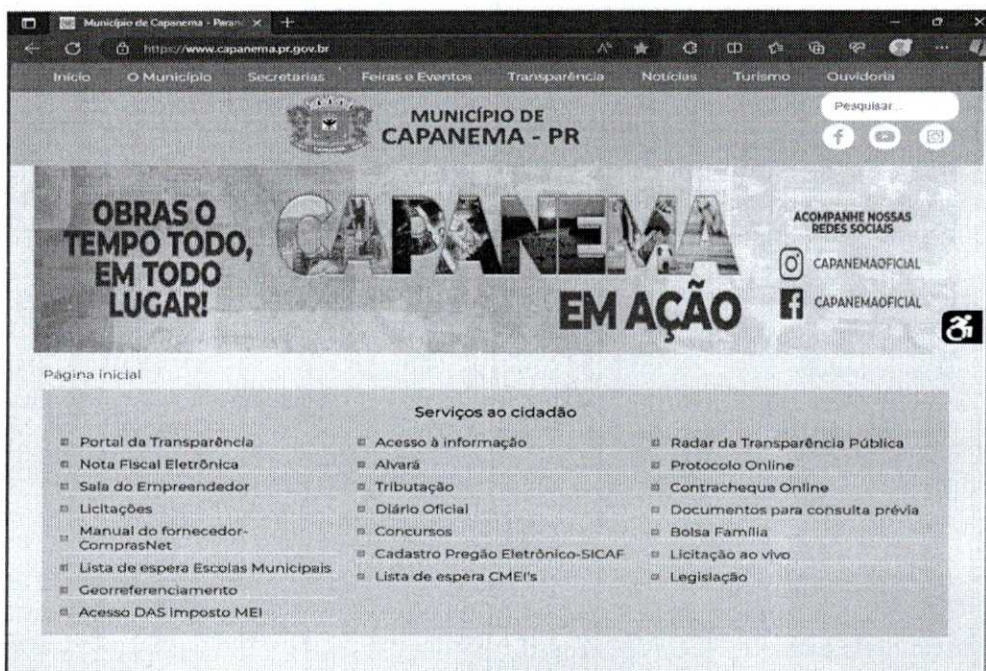 Município de Capanema - Paraná
https://www.capanema.pr.gov.br
Início O Município Secretarias Feiras e Eventos Transparência Notícias Turismo Ouvidoria
MUNICÍPIO DE
CAPANEMA - PR
Pesquisar...
OBRAS O
TEMPO TODO,
EM TODO
LUGAR!
CAPANEMA
EM AÇÃO
ACOMPANHE NOSSAS
REDES SOCIAIS
CAPANEMAOFICIAL
CAPANEMAOFICIAL
Página inicial
Serviços ao cidadão
Portal da Transparência
Nota Fiscal Eletrônica
Sala do Empreendedor
Licitações
Manual do fornecedor-
ComprasNet
Lista de espera Escolas Municipais
Georreferenciamento
Acesso DAS Imposto MEI
Acesso à informação
Alvará
Tributação
Diário Oficial
Concursos
Cadastro Pregão Eletrônico-SICAF
Lista de espera CMEI's
Radar da Transparência Pública
Protocolo Online
Contracheque Online
Documentos para consulta prévia
Bolsa Família
Licitação ao vivo
Legislação